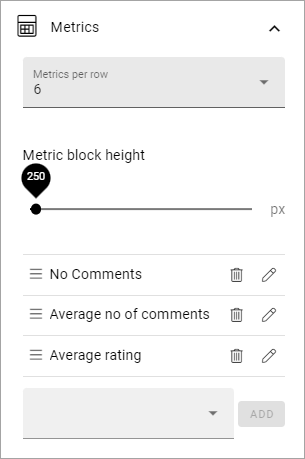 Metrics
Metrics per row
6
Metric block height
250
px
No Comments
Average no of comments
Average rating
ADD